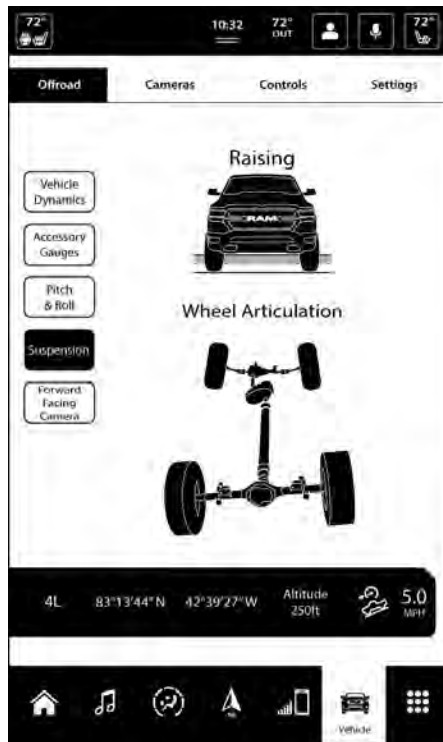 72°
10:32
72°
OUT
72°
Offroad
Cameras
Controls
Settings
Raising
RAM
Vehicle
Dynamics
Accessory
Gauges
Pitch
& Roll
Suspension
Forward
Facing
Camera
Wheel Articulation
4L
83°13'44"N
42°39'27"W
Altitude
250ft
5.0
MPH
Vehicle